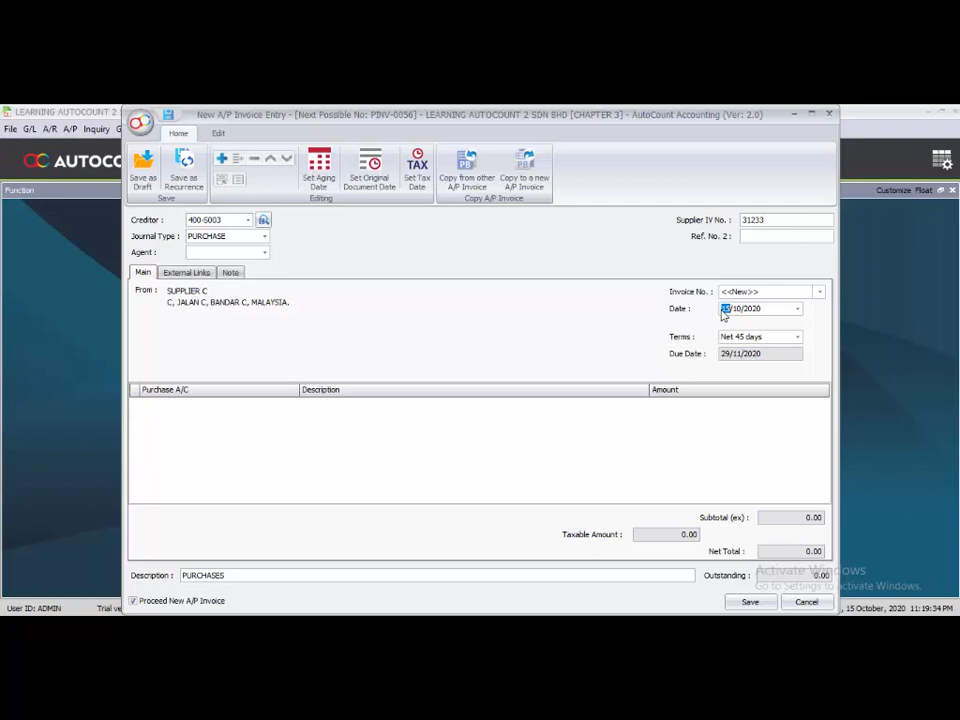 LEARNING AUTOCOUNT 2 S
New A/P Invoice Entry - [Next Possible No: PINV-0056] - LEARNING AUTOCOUNT 2 SDN BHD [CHAPTER 3] - AutoCount Accounting (Ver: 2.0)
File G/L A/R A/P Inquiry G
Home Edit
AUTOCO
Save as Draft
Save as Recurrence
Set Aging Date
Set Original Document Date
Set Tax Date
Copy from other A/P Invoice
Copy to a new A/P Invoice
Save
Editing
Copy A/P Invoice
Function
Customize Float
Creditor : 400-S003
Supplier IV No. : 31233
Journal Type : PURCHASE
Ref. No. 2 :
Agent :
Main External Links Note
From : SUPPLIER C
C, JALAN C, BANDAR C, MALAYSIA.
Invoice No. : <<New>>
Date : /10/2020
Terms : Net 45 days
Due Date : 29/11/2020
Purchase A/C Description Amount
Subtotal (ex) : 0.00
Taxable Amount : 0.00
Net Total : 0.00
Activate Windows
Description : PURCHASES
Outstanding : 0.00
Go to Settings to activate Windows.
Proceed New A/P Invoice
Save Cancel
User ID: ADMIN Trial ve
, 15 October, 2020 11:19:34 PM